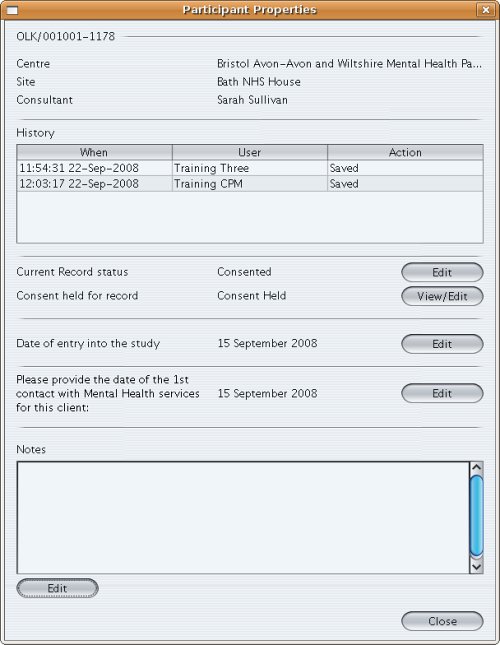 Participant Properties
OLK/001001-1178
Centre Bristol Avon-Avon and Wiltshire Mental Health Pa...
Site Bath NHS House
Consultant Sarah Sullivan
History
When User Action
11:54:31 22-Sep-2008 Training Three Saved
12:03:17 22-Sep-2008 Training CPM Saved
Current Record status Consented Edit
Consent held for record Consent Held View/Edit
Date of entry into the study 15 September 2008 Edit
Please provide the date of the 1st
contact with Mental Health services 15 September 2008 Edit
for this client:
Notes
Edit
Close